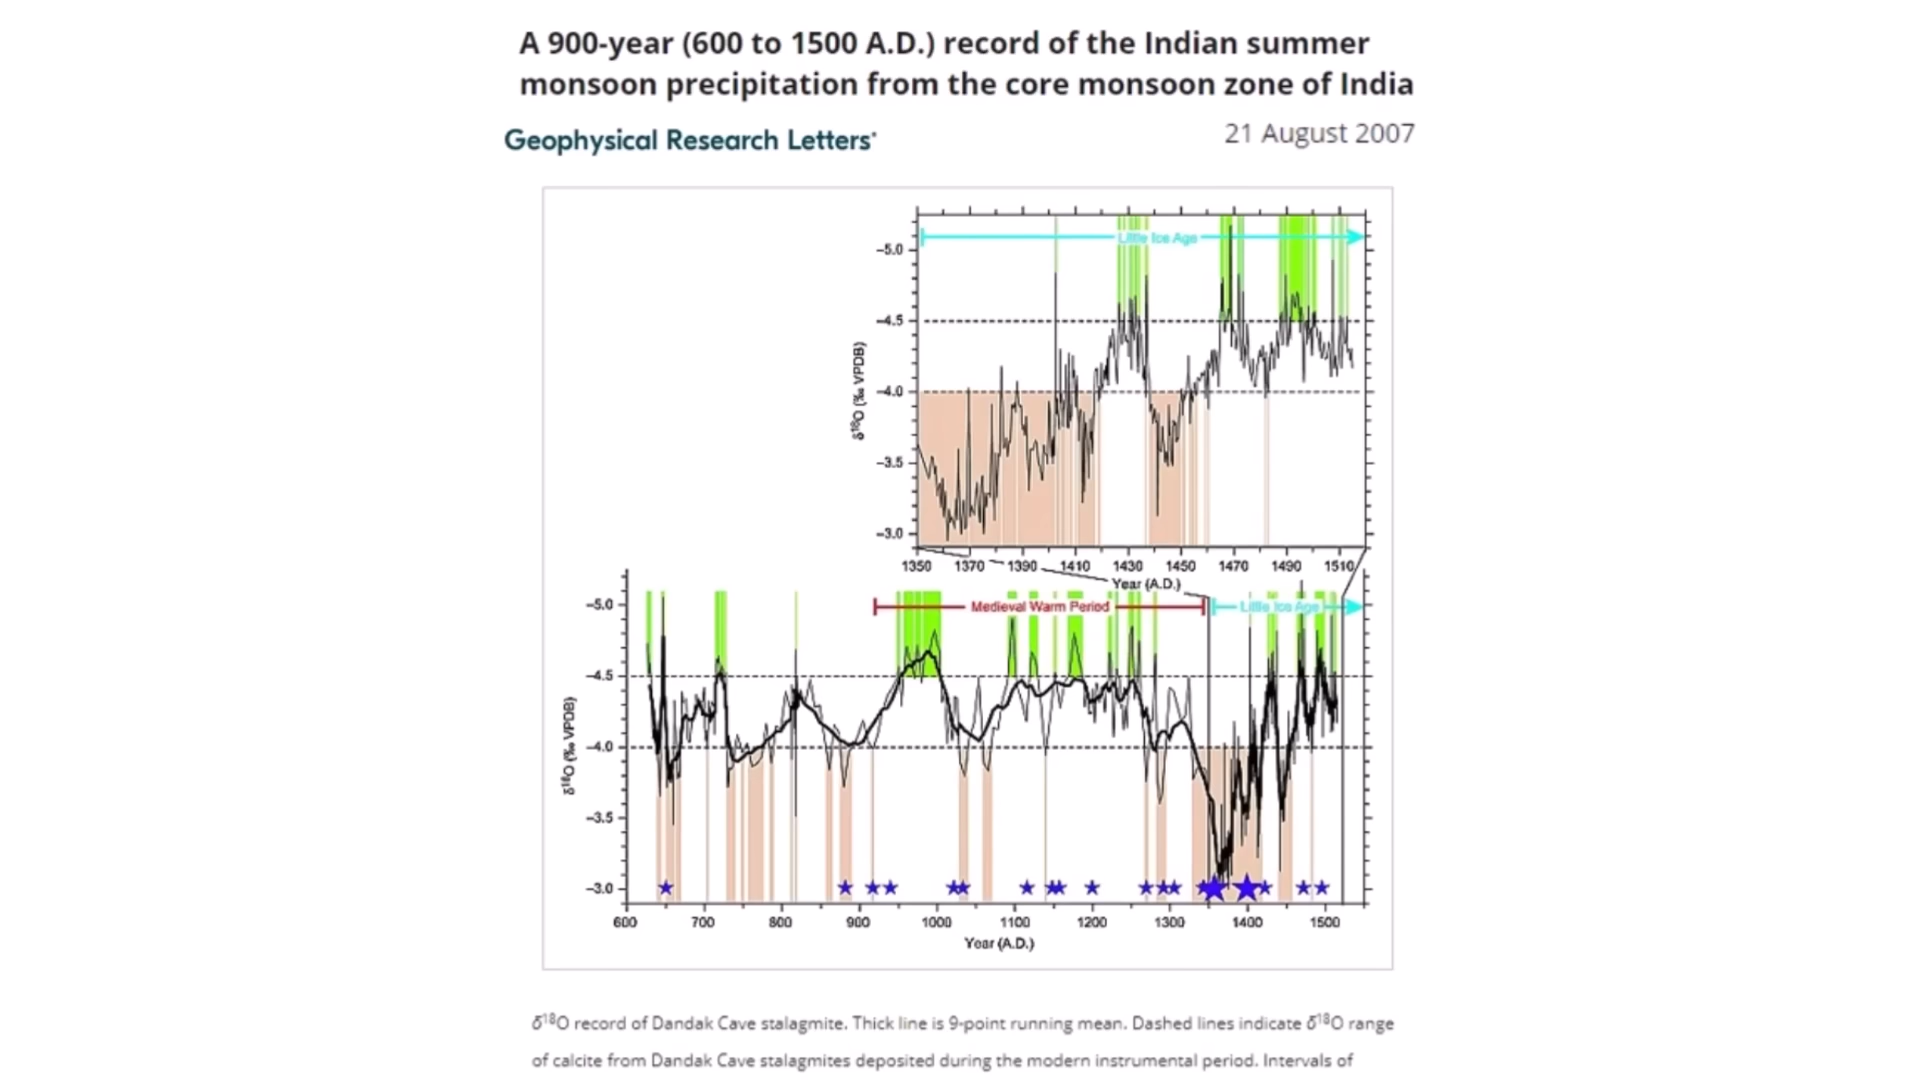 A 900-year (600 to 1500 A.D.) record of the Indian summer
monsoon precipitation from the core monsoon zone of India
Geophysical Research Letters*
21 August 2007
Little Ice Age
–5.0
–4.5
–4.0
–3.5
–3.0
δ¹⁸O (‰ VPDB)
1350 1370 1390 1410 1430 1450 1470 1490 1510
Year (A.D.)
Medieval Warm Period
Little Ice Age
–5.0
–4.5
–4.0
–3.5
–3.0
δ¹⁸O (‰ VPDB)
600 700 800 900 1000 1100 1200 1300 1400 1500
Year (A.D.)
δ¹⁸O record of Dandak Cave stalagmite. Thick line is 9-point running mean. Dashed lines indicate δ¹⁸O range
of calcite from Dandak Cave stalagmites deposited during the modern instrumental period. Intervals of